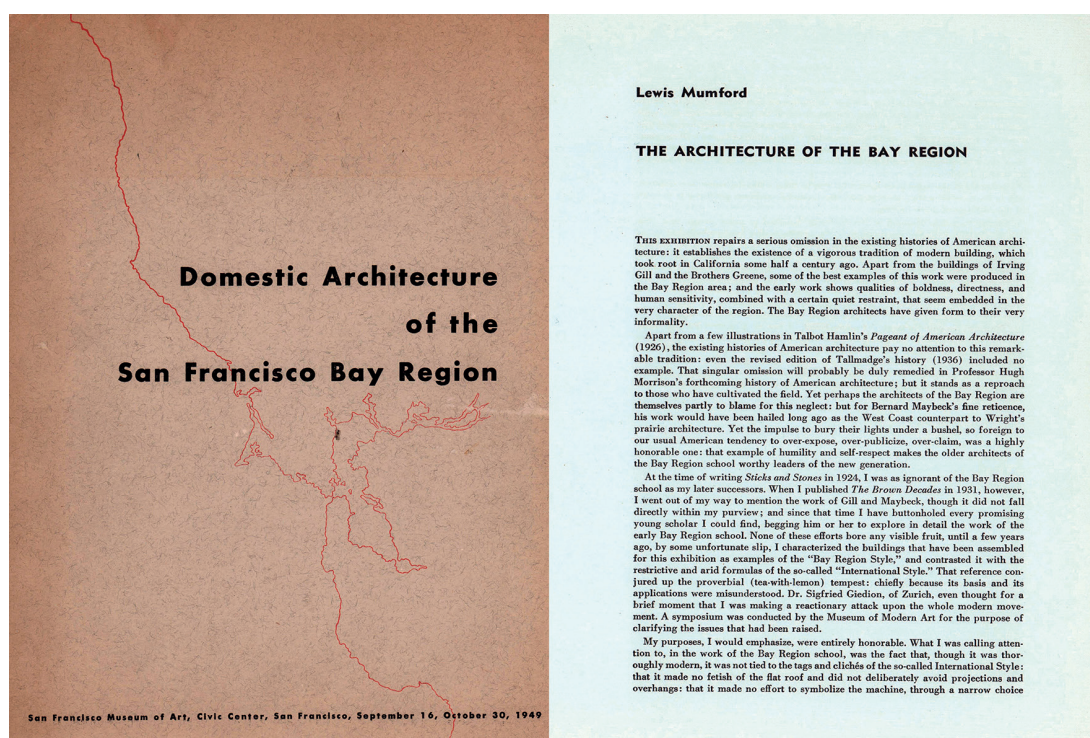 Domestic Architecture
of the
San Francisco Bay Region
San Francisco Museum of Art, Civic Center, San Francisco, September 16, October 30, 1949
Lewis Mumford
THE ARCHITECTURE OF THE BAY REGION
THIS EXHIBITION repairs a serious omission in the existing histories of American archi-
tecture: it establishes the existence of a vigorous tradition of modern building, which
took root in California some half a century ago. Apart from the buildings of Irving
Gill and the Brothers Greene, some of the best examples of this work were produced in
the Bay Region area; and the early work shows qualities of boldness, directness, and
human sensitivity, combined with a certain quiet restraint, that seem embedded in the
very character of the region. The Bay Region architects have given form to their very
informality.
Apart from a few illustrations in Talbot Hamlin's Pageant of American Architecture
(1926), the existing histories of American architecture pay no attention to this remark-
able tradition: even the revised edition of Tallmadge's history (1936) included no
example. That singular omission will probably be duly remedied in Professor Hugh
Morrison's forthcoming history of American architecture; but it stands as a reproach
to those who have cultivated the field. Yet perhaps the architects of the Bay Region are
themselves partly to blame for this neglect: but for Bernard Maybeck's fine reticence,
his work would have been hailed long ago as the West Coast counterpart to Wright's
prairie architecture. Yet the impulse to bury their lights under a bushel, so foreign to
our usual American tendency to over-expose, over-publicize, over-claim, was a highly
honorable one: that example of humility and self-respect makes the older architects of
the Bay Region school worthy leaders of the new generation.
At the time of writing Sticks and Stones in 1924, I was as ignorant of the Bay Region
school as my later successors. When I published The Brown Decades in 1931, however,
I went out of my way to mention the work of Gill and Maybeck, though it did not fall
directly within my purview; and since that time I have buttonholed every promising
young scholar I could find, begging him or her to explore in detail the work of the
early Bay Region school. None of these efforts bore any visible fruit, until a few years
ago, by some unfortunate slip, I characterized the buildings that have been assembled
for this exhibition as examples of the "Bay Region Style," and contrasted it with the
restrictive and arid formulas of the so-called "International Style." That reference con-
jured up the proverbial (tea-with-lemon) tempest: chiefly because its basis and its
applications were misunderstood. Dr. Sigfried Giedion, of Zurich, even thought for a
brief moment that I was making a reactionary attack upon the whole modern move-
ment. A symposium was conducted by the Museum of Modern Art for the purpose of
clarifying the issues that had been raised.
My purposes, I would emphasize, were entirely honorable. What I was calling atten-
tion to, in the work of the Bay Region school, was the fact that, though it was thor-
oughly modern, it was not tied to the tags and clichés of the so-called International Style:
that it made no fetish of the flat roof and did not deliberately avoid projections and
overhangs: that it made no effort to symbolize the machine, through a narrow choice